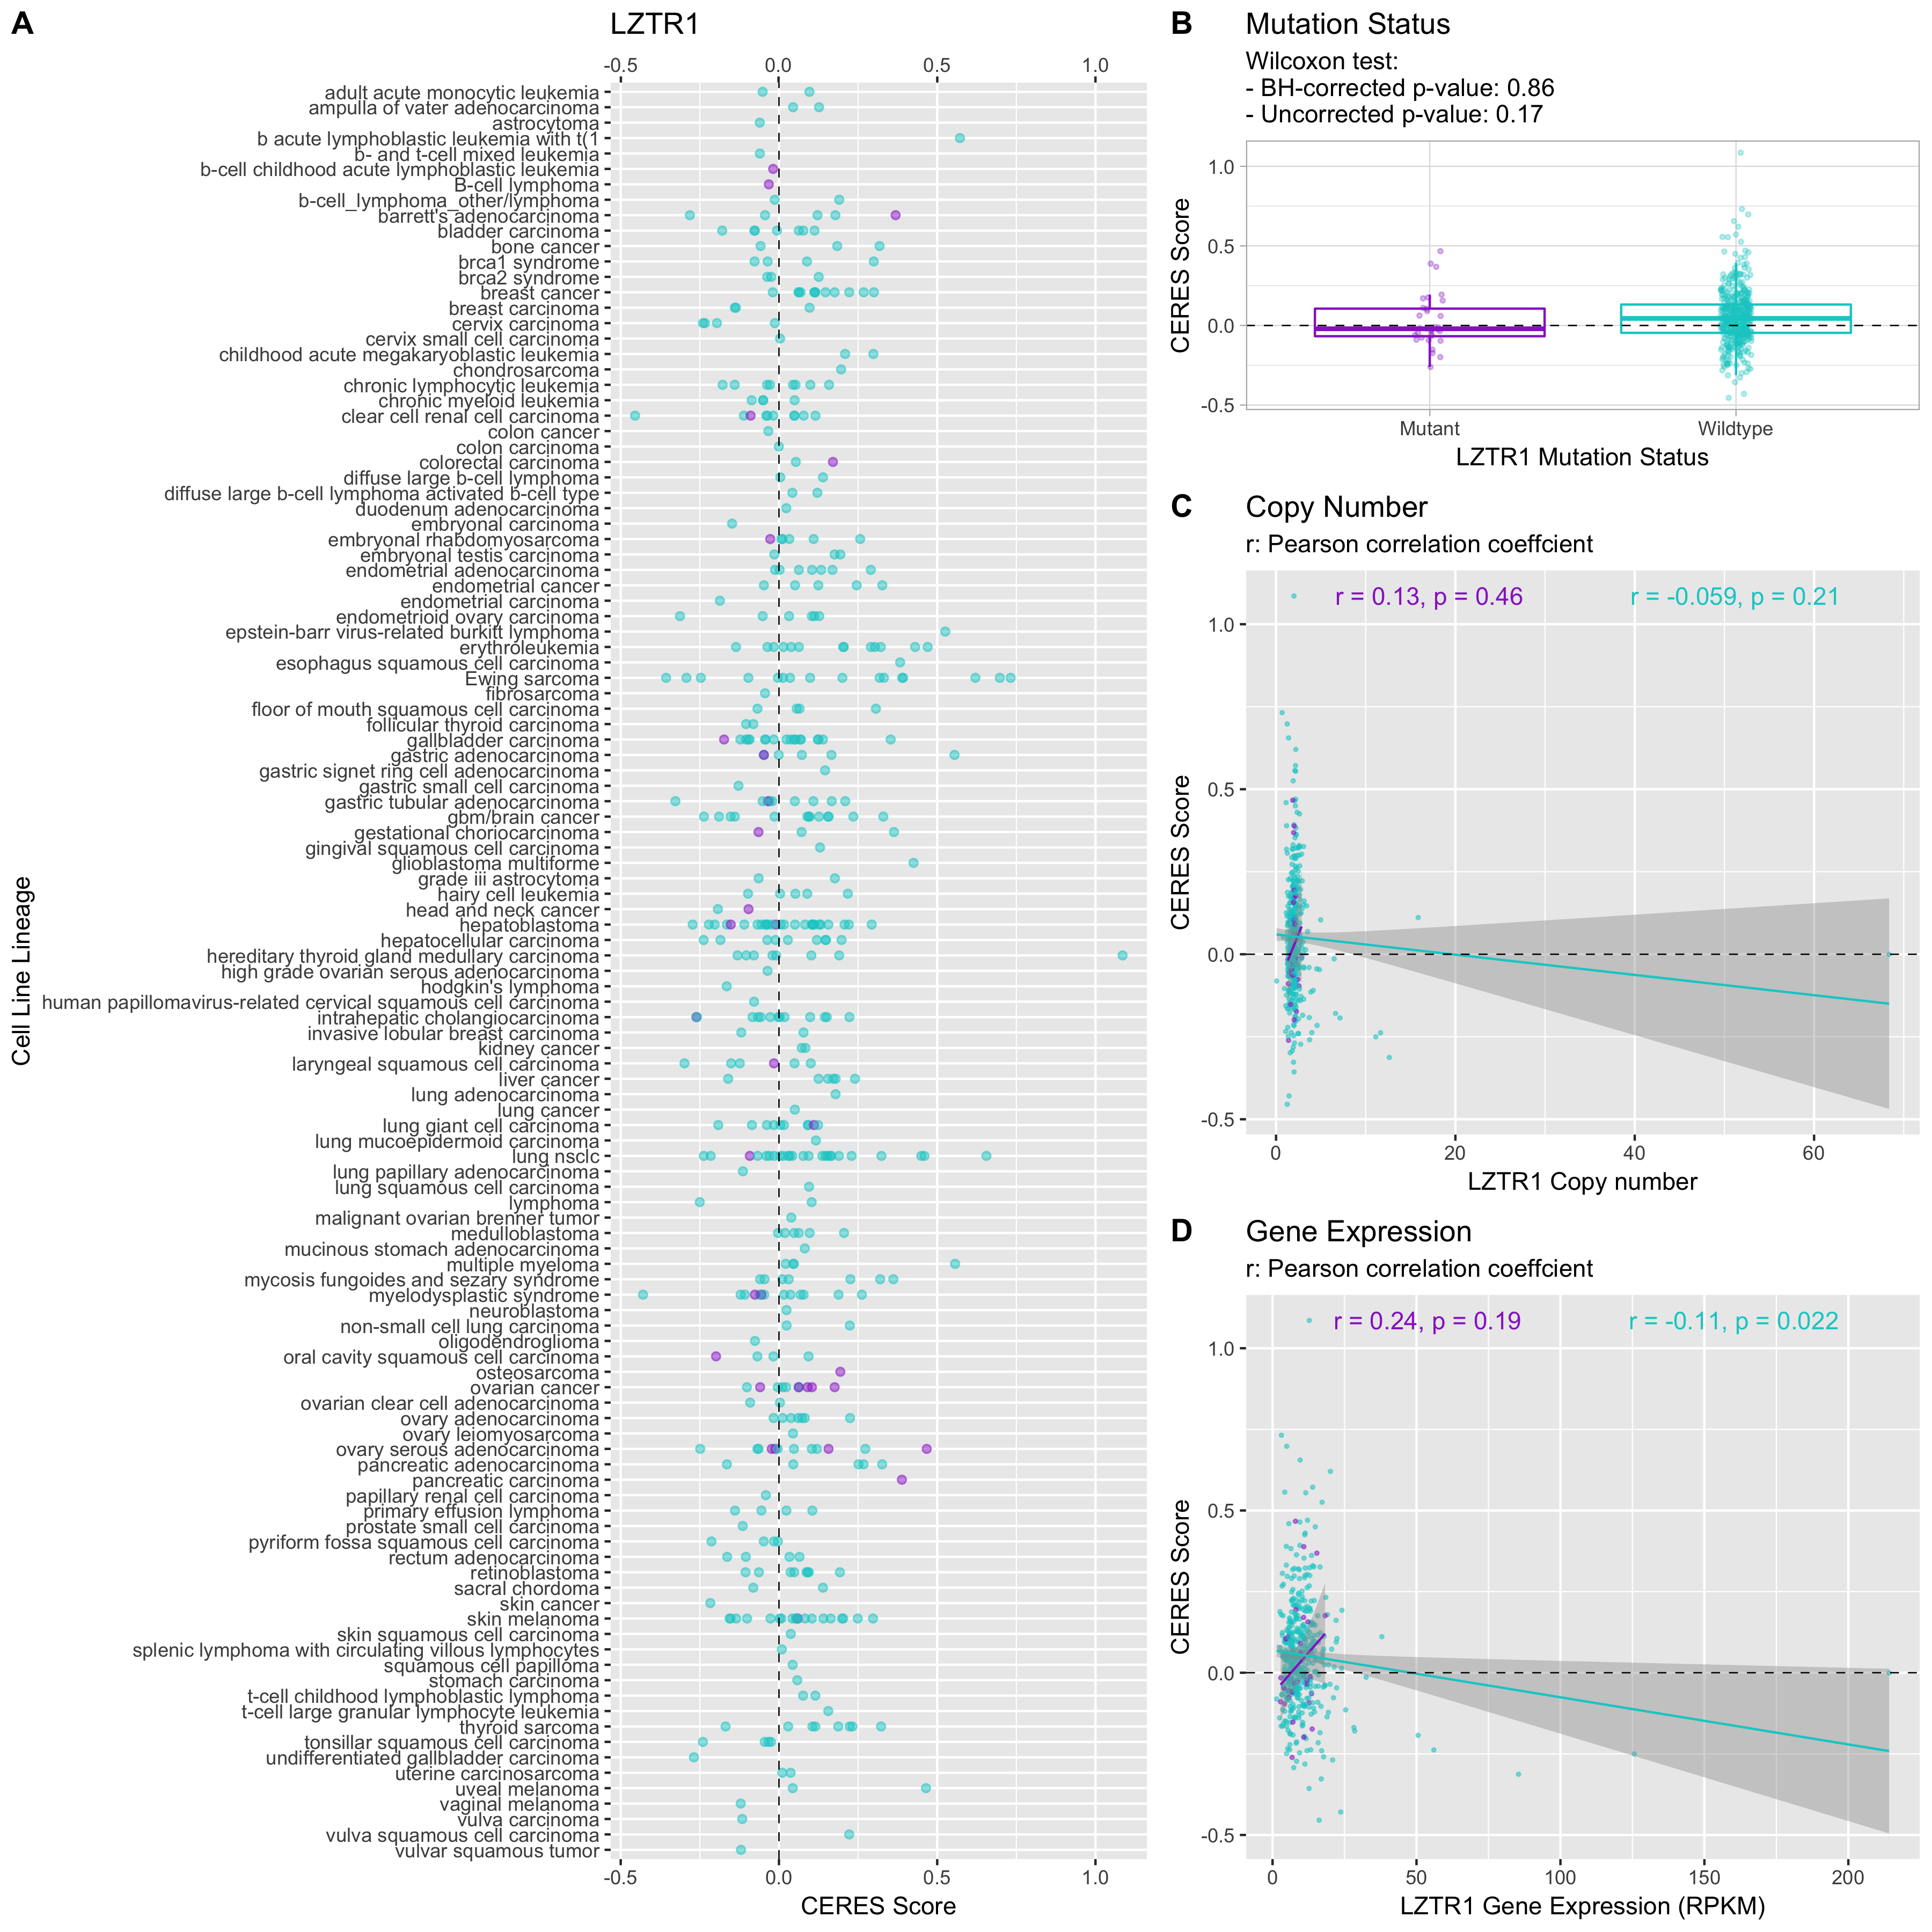 A
LZTR1
-0.5 0.0 0.5 1.0
adult acute monocytic leukemia
ampulla of vater adenocarcinoma
astrocytoma
b acute lymphoblastic leukemia with t(1
b- and t-cell mixed leukemia
b-cell childhood acute lymphoblastic leukemia
B-cell lymphoma
b-cell_lymphoma_other/lymphoma
barrett's adenocarcinoma
bladder carcinoma
bone cancer
brca1 syndrome
brca2 syndrome
breast cancer
breast carcinoma
cervix carcinoma
cervix small cell carcinoma
childhood acute megakaryoblastic leukemia
chondrosarcoma
chronic lymphocytic leukemia
chronic myeloid leukemia
clear cell renal cell carcinoma
colon cancer
colon carcinoma
colorectal carcinoma
diffuse large b-cell lymphoma
diffuse large b-cell lymphoma activated b-cell type
duodenum adenocarcinoma
embryonal carcinoma
embryonal rhabdomyosarcoma
embryonal testis carcinoma
endometrial adenocarcinoma
endometrial cancer
endometrial carcinoma
endometrioid ovary carcinoma
epstein-barr virus-related burkitt lymphoma
erythroleukemia
esophagus squamous cell carcinoma
Ewing sarcoma
fibrosarcoma
floor of mouth squamous cell carcinoma
follicular thyroid carcinoma
gallbladder carcinoma
gastric adenocarcinoma
gastric signet ring cell adenocarcinoma
gastric small cell carcinoma
gastric tubular adenocarcinoma
gbm/brain cancer
gestational choriocarcinoma
gingival squamous cell carcinoma
glioblastoma multiforme
grade iii astrocytoma
hairy cell leukemia
head and neck cancer
hepatoblastoma
hepatocellular carcinoma
hereditary thyroid gland medullary carcinoma
high grade ovarian serous adenocarcinoma
hodgkin's lymphoma
human papillomavirus-related cervical squamous cell carcinoma
intrahepatic cholangiocarcinoma
invasive lobular breast carcinoma
kidney cancer
laryngeal squamous cell carcinoma
liver cancer
lung adenocarcinoma
lung cancer
lung giant cell carcinoma
lung mucoepidermoid carcinoma
lung nsclc
lung papillary adenocarcinoma
lung squamous cell carcinoma
lymphoma
malignant ovarian brenner tumor
medulloblastoma
mucinous stomach adenocarcinoma
multiple myeloma
mycosis fungoides and sezary syndrome
myelodysplastic syndrome
neuroblastoma
non-small cell lung carcinoma
oligodendroglioma
oral cavity squamous cell carcinoma
osteosarcoma
ovarian cancer
ovarian clear cell adenocarcinoma
ovary adenocarcinoma
ovary leiomyosarcoma
ovary serous adenocarcinoma
pancreatic adenocarcinoma
pancreatic carcinoma
papillary renal cell carcinoma
primary effusion lymphoma
prostate small cell carcinoma
pyriform fossa squamous cell carcinoma
rectum adenocarcinoma
retinoblastoma
sacral chordoma
skin cancer
skin melanoma
skin squamous cell carcinoma
splenic lymphoma with circulating villous lymphocytes
squamous cell papilloma
stomach carcinoma
t-cell childhood lymphoblastic lymphoma
t-cell large granular lymphocyte leukemia
thyroid sarcoma
tonsillar squamous cell carcinoma
undifferentiated gallbladder carcinoma
uterine carcinosarcoma
uveal melanoma
vaginal melanoma
vulva carcinoma
vulva squamous cell carcinoma
vulvar squamous tumor
-0.5 0.0 0.5 1.0
CERES Score
Cell Line Lineage
B
Mutation Status
Wilcoxon test:
- BH-corrected p-value: 0.86
- Uncorrected p-value: 0.17
1.0
0.5
0.0
-0.5
CERES Score
Mutant Wildtype
LZTR1 Mutation Status
C
Copy Number
r: Pearson correlation coeffcient
r = 0.13, p = 0.46 r = -0.059, p = 0.21
1.0
0.5
0.0
-0.5
CERES Score
0 20 40 60
LZTR1 Copy number
D
Gene Expression
r: Pearson correlation coeffcient
r = 0.24, p = 0.19 r = -0.11, p = 0.022
1.0
0.5
0.0
-0.5
CERES Score
0 50 100 150 200
LZTR1 Gene Expression (RPKM)